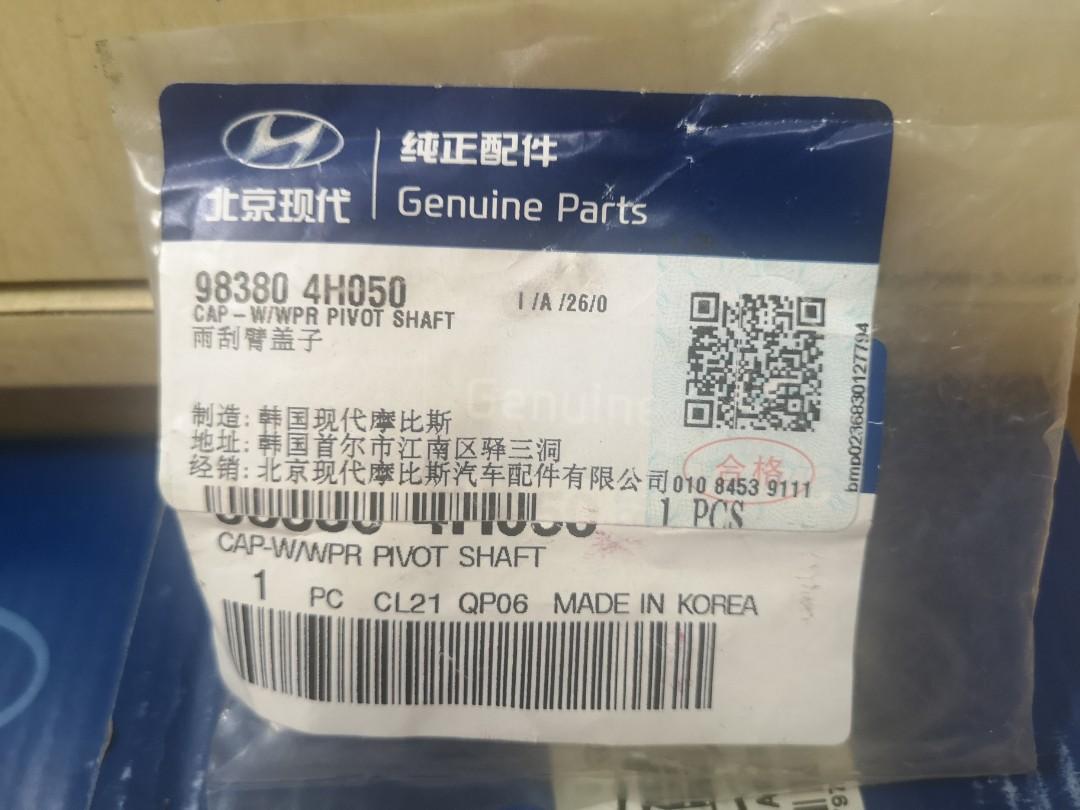 纯正配件
北京现代
Genuine Parts
98380 4H050
I /A /26/0
CAP-W/WPR PIVOT SHAFT
雨刮臂盖子
Genuine
制造: 韩国现代摩比斯
地址: 韩国首尔市江南区驿三洞
经销: 北京现代摩比斯汽车配件有限公司
010 8453 9111
合格
bmp0236830127794
98380 4H050
1 PCS
CAP-W/WPR PIVOT SHAFT
1 PC CL21 QP06 MADE IN KOREA